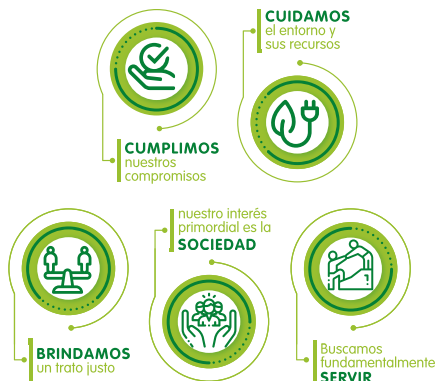 CUIDAMOS
el entorno y
sus recursos
CUMPLIMOS
nuestros
compromisos
nuestro interés
primordial es la
SOCIEDAD
BRINDAMOS
un trato justo
Buscamos
fundamentalmente
SERVIR